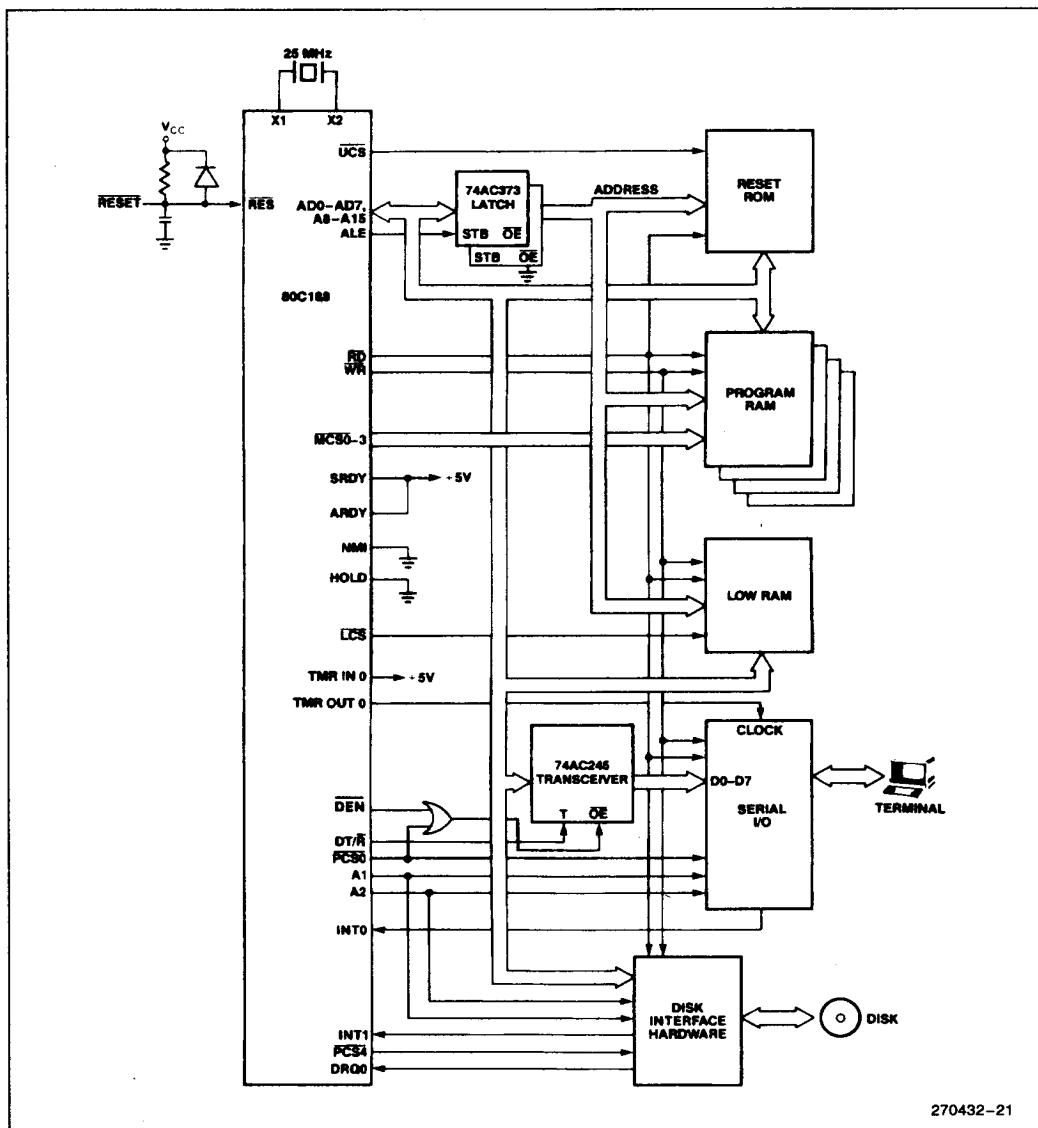 25 MHz
X1 X2
VCC
RESET
RES
UCS
AD0–AD7,
A8–A15
ALE
80C188
RD
WR
MCS0–3
SRDY
+5V
ARDY
NMI
HOLD
LCS
TMR IN 0
+5V
TMR OUT 0
DEN
DT/R
PCS0
A1
A2
INT0
INT1
PCS4
DRQ0
74AC373
LATCH
STB OE
STB OE
ADDRESS
RESET
ROM
PROGRAM
RAM
LOW RAM
74AC245
TRANSCEIVER
T OE
CLOCK
D0–D7
SERIAL
I/O
TERMINAL
DISK
INTERFACE
HARDWARE
DISK
270432–21